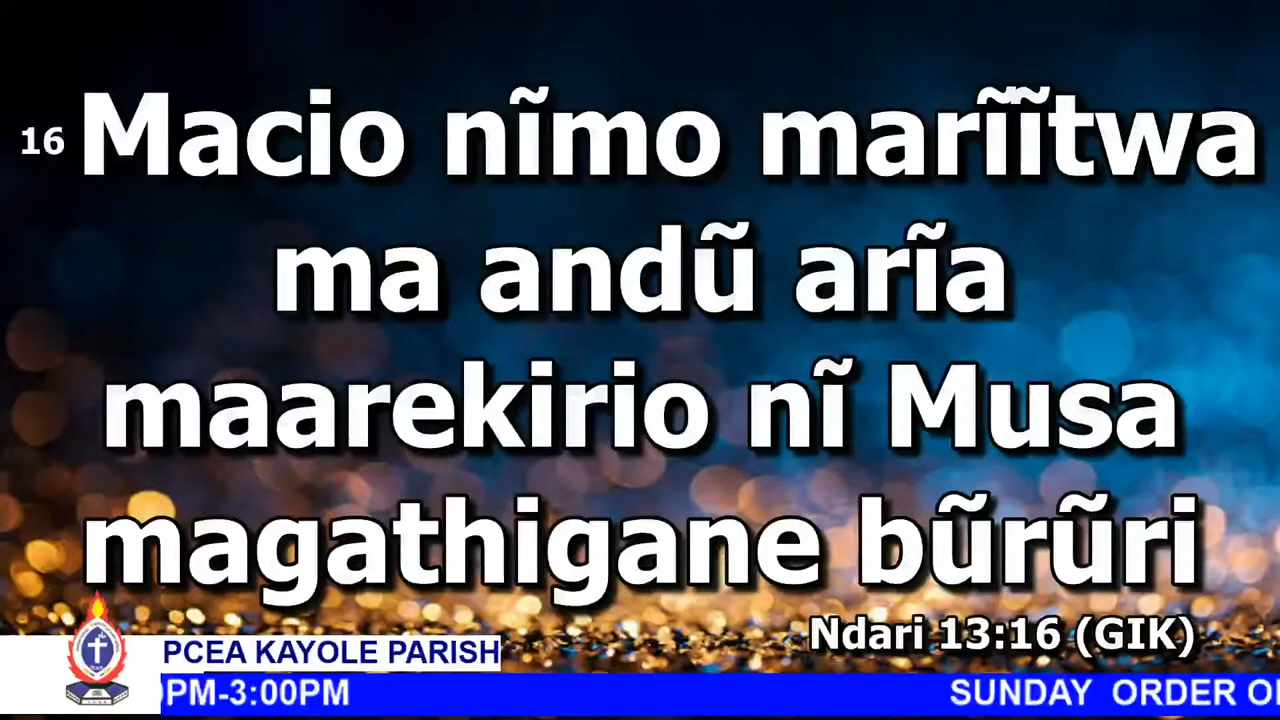 16 Macio nĩmo marĩĩtwa
ma andũ arĩa
maarekirio nĩ Musa
magathigane bũrũri
Ndari 13:16 (GIK)
PCEA KAYOLE PARISH
PM-3:00PM
SUNDAY ORDER